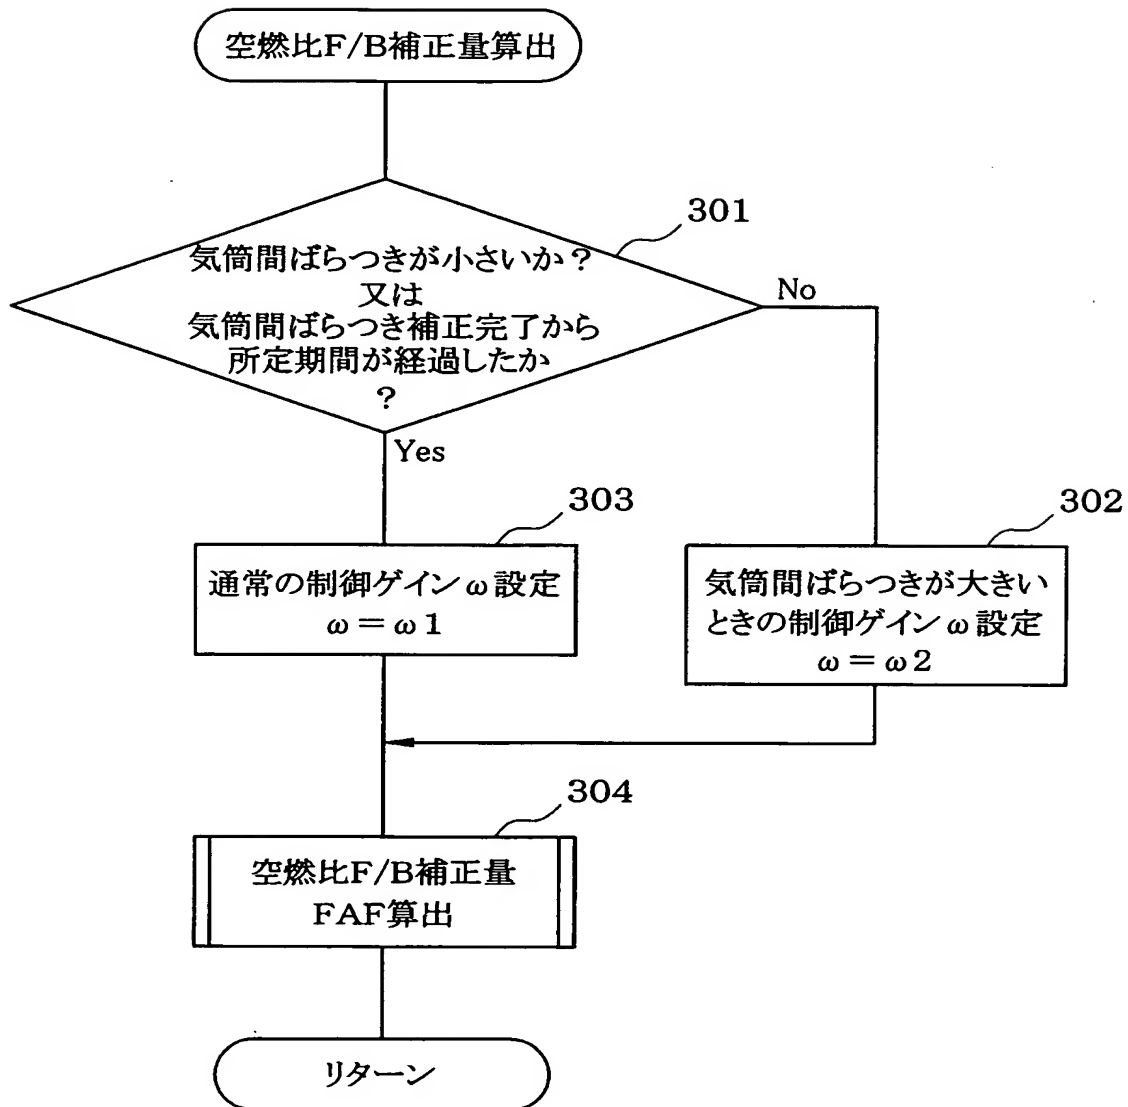 空燃比F/B補正量算出
301
気筒間ばらつきが小さいか？
又は
気筒間ばらつき補正完了から
所定期間が経過したか
？
No
Yes
303
通常の制御ゲインω設定
ω＝ω1
302
気筒間ばらつきが大きい
ときの制御ゲインω設定
ω＝ω2
304
空燃比F/B補正量
FAF算出
リターン